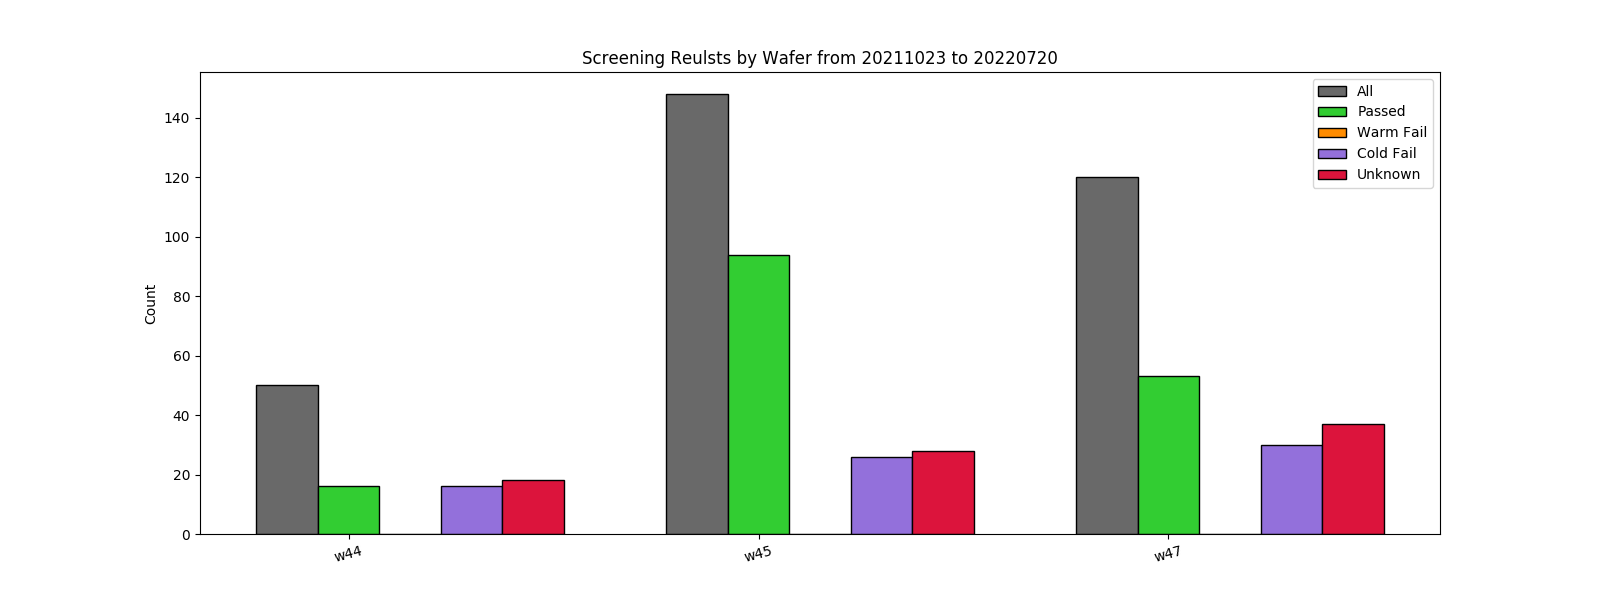 Screening Reulsts by Wafer from 20211023 to 20220720
All
Passed
Warm Fail
Cold Fail
Unknown
Count
140
120
100
80
60
40
20
0
w44
w45
w47